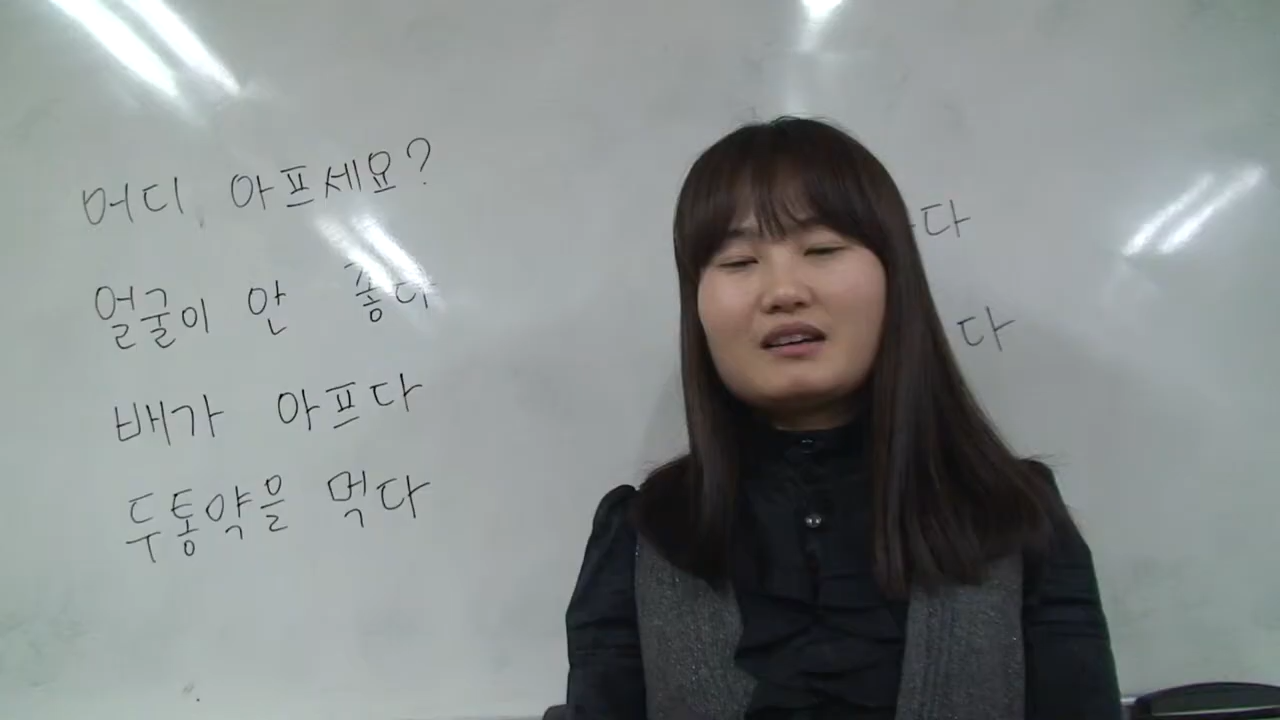 어디 아프세요?
얼굴이 안 좋다
배가 아프다
두통약을 먹다